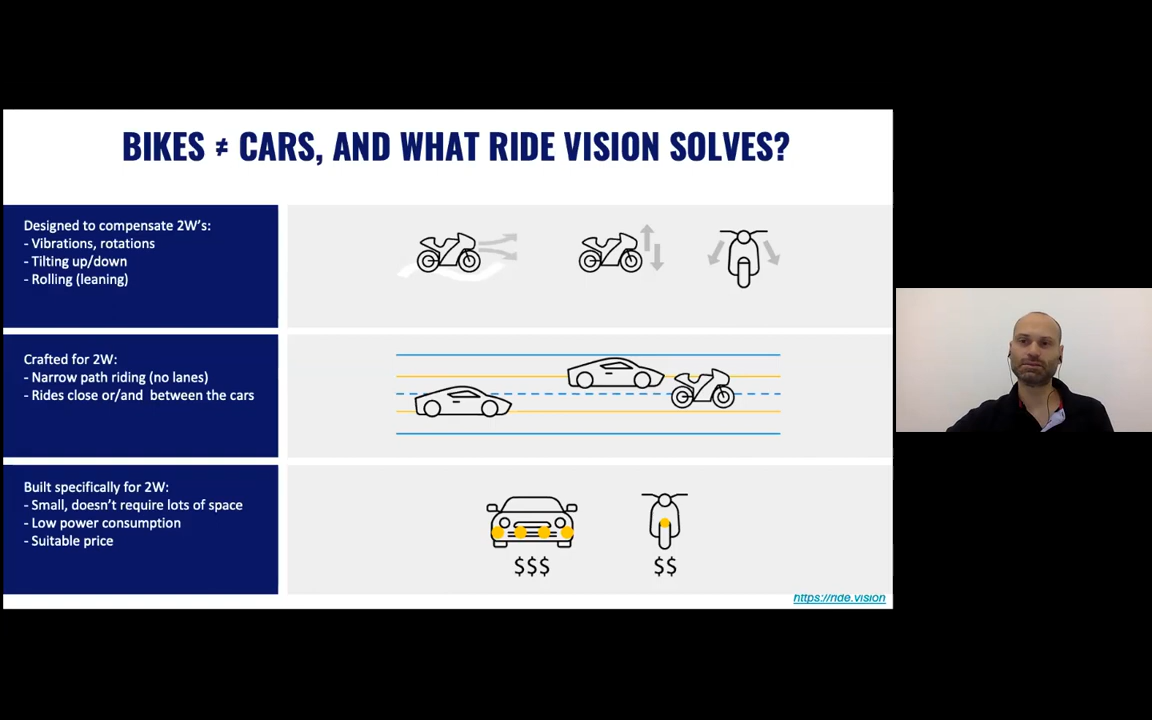 BIKES ≠ CARS, AND WHAT RIDE VISION SOLVES?
Designed to compensate 2W's:
- Vibrations, rotations
- Tilting up/down
- Rolling (leaning)
Crafted for 2W:
- Narrow path riding (no lanes)
- Rides close or/and between the cars
Built specifically for 2W:
- Small, doesn't require lots of space
- Low power consumption
- Suitable price
$$$
$$
https://ride.vision